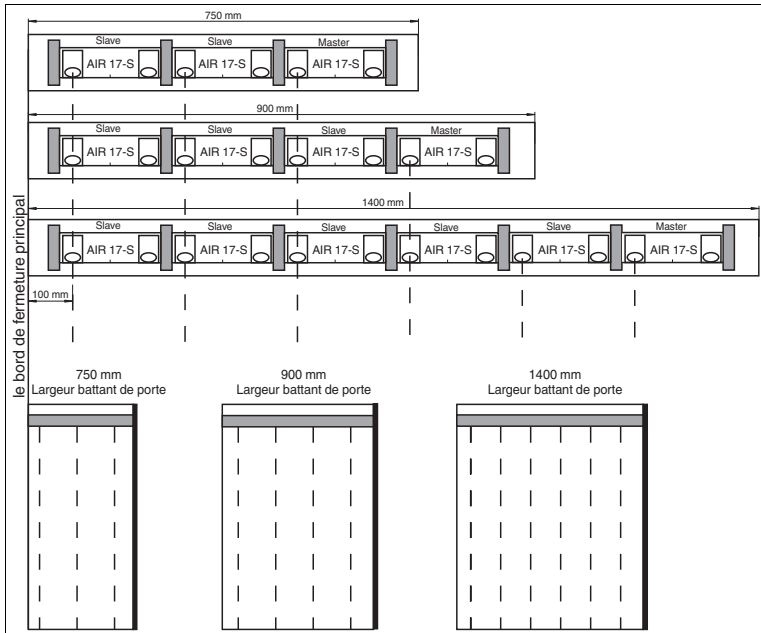 750 mm
Slave Slave Master
AIR 17-S AIR 17-S AIR 17-S
900 mm
Slave Slave Slave Master
AIR 17-S AIR 17-S AIR 17-S AIR 17-S
1400 mm
Slave Slave Slave Slave Slave Master
AIR 17-S AIR 17-S AIR 17-S AIR 17-S AIR 17-S AIR 17-S
100 mm
le bord de fermeture principal
750 mm
Largeur battant de porte
900 mm
Largeur battant de porte
1400 mm
Largeur battant de porte